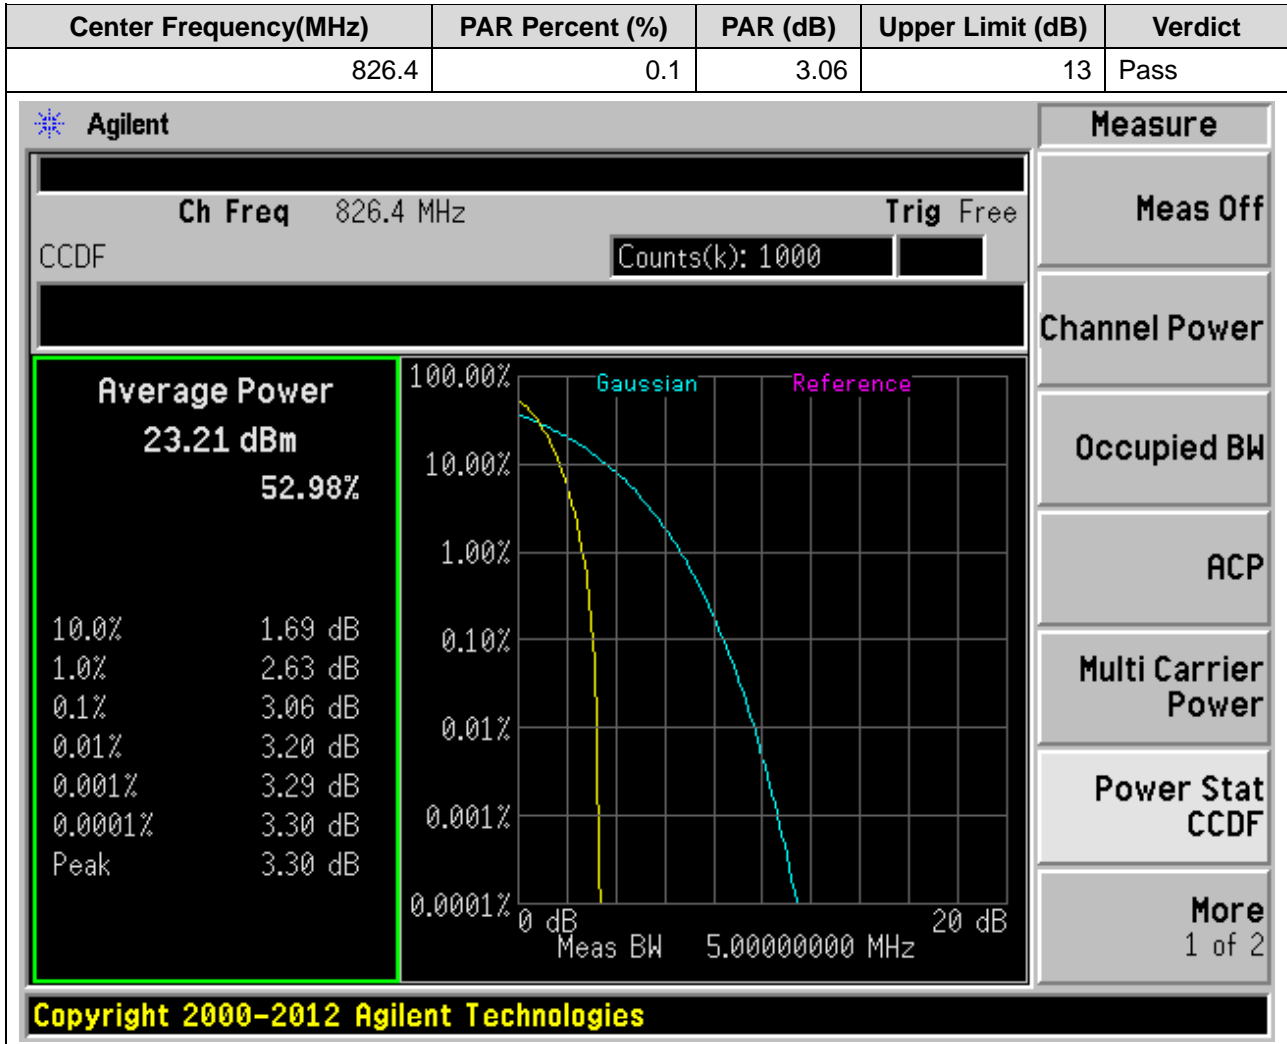 Center Frequency(MHz) PAR Percent (%) PAR (dB) Upper Limit (dB) Verdict
826.4 0.1 3.06 13 Pass
Agilent
Measure
Ch Freq 826.4 MHz Trig Free
CCDF Counts(k): 1000
Average Power
23.21 dBm
52.98%
10.0% 1.69 dB
1.0% 2.63 dB
0.1% 3.06 dB
0.01% 3.20 dB
0.001% 3.29 dB
0.0001% 3.30 dB
Peak 3.30 dB
Gaussian Reference
100.00%
10.00%
1.00%
0.10%
0.01%
0.001%
0.0001%
0 dB 20 dB
Meas BW 5.00000000 MHz
Meas Off
Channel Power
Occupied BW
ACP
Multi Carrier
Power
Power Stat
CCDF
More
1 of 2
Copyright 2000-2012 Agilent Technologies